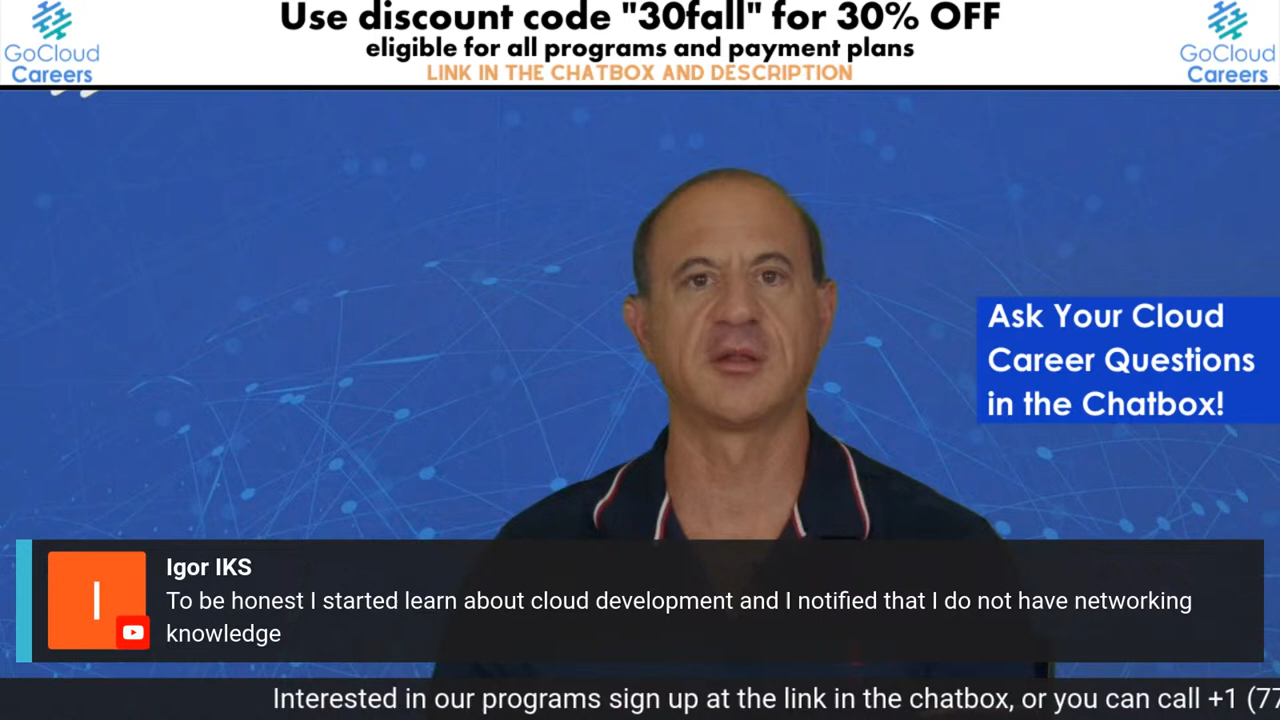 Use discount code "30fall" for 30% OFF
eligible for all programs and payment plans
LINK IN THE CHATBOX AND DESCRIPTION
GoCloud
Careers
GoCloud
Careers
Ask Your Cloud
Career Questions
in the Chatbox!
I
Igor IKS
To be honest I started learn about cloud development and I notified that I do not have networking
knowledge
Interested in our programs sign up at the link in the chatbox, or you can call +1 (77